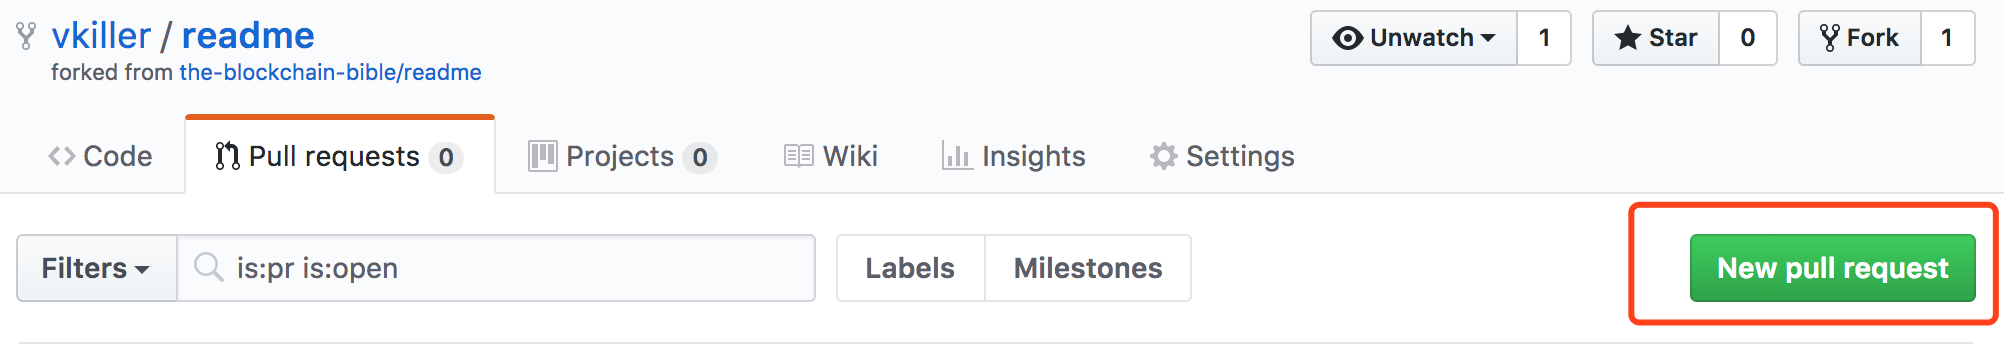 vkiller / readme
Unwatch 1 Star 0 Fork 1
forked from the-blockchain-bible/readme
Code Pull requests 0 Projects 0 Wiki Insights Settings
Filters is:pr is:open Labels Milestones New pull request